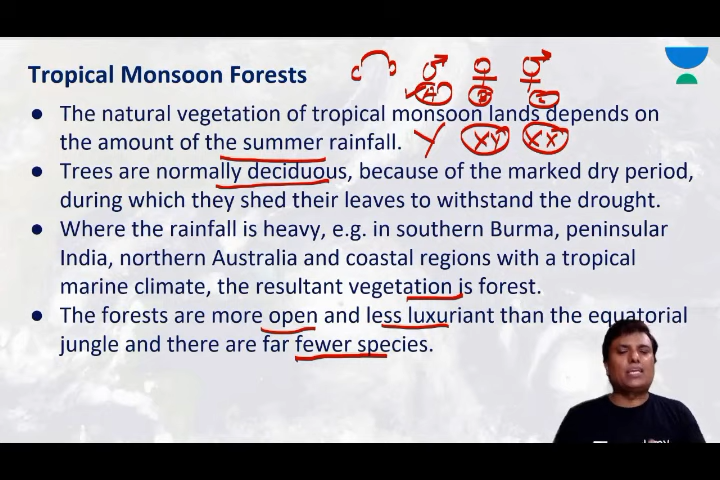 Tropical Monsoon Forests
A B C
● The natural vegetation of tropical monsoon lands depends on
the amount of the summer rainfall.
Y XY XX
● Trees are normally deciduous, because of the marked dry period,
during which they shed their leaves to withstand the drought.
● Where the rainfall is heavy, e.g. in southern Burma, peninsular
India, northern Australia and coastal regions with a tropical
marine climate, the resultant vegetation is forest.
● The forests are more open and less luxuriant than the equatorial
jungle and there are far fewer species.